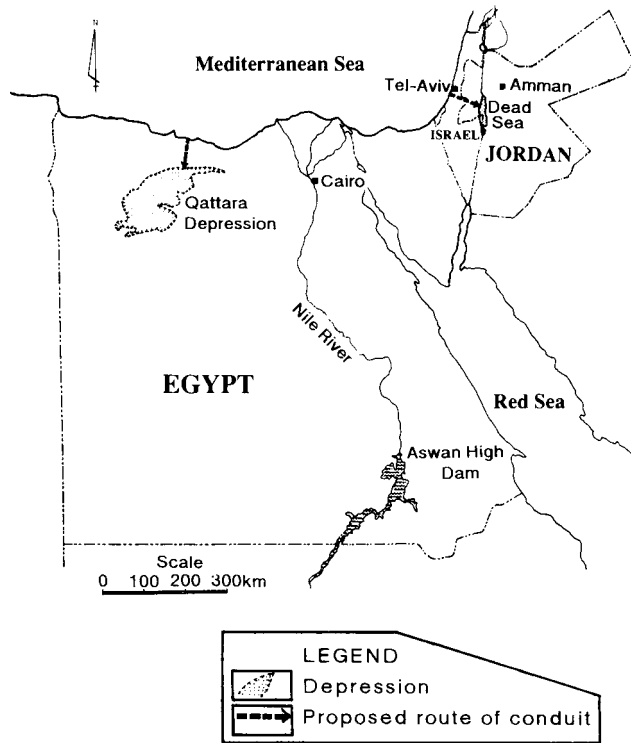 N
Mediterranean Sea
Tel-Aviv
Amman
Dead
Sea
ISRAEL
JORDAN
Cairo
Qattara
Depression
Nile River
EGYPT
Red Sea
Aswan High
Dam
Scale
0 100 200 300km
LEGEND
Depression
Proposed route of conduit